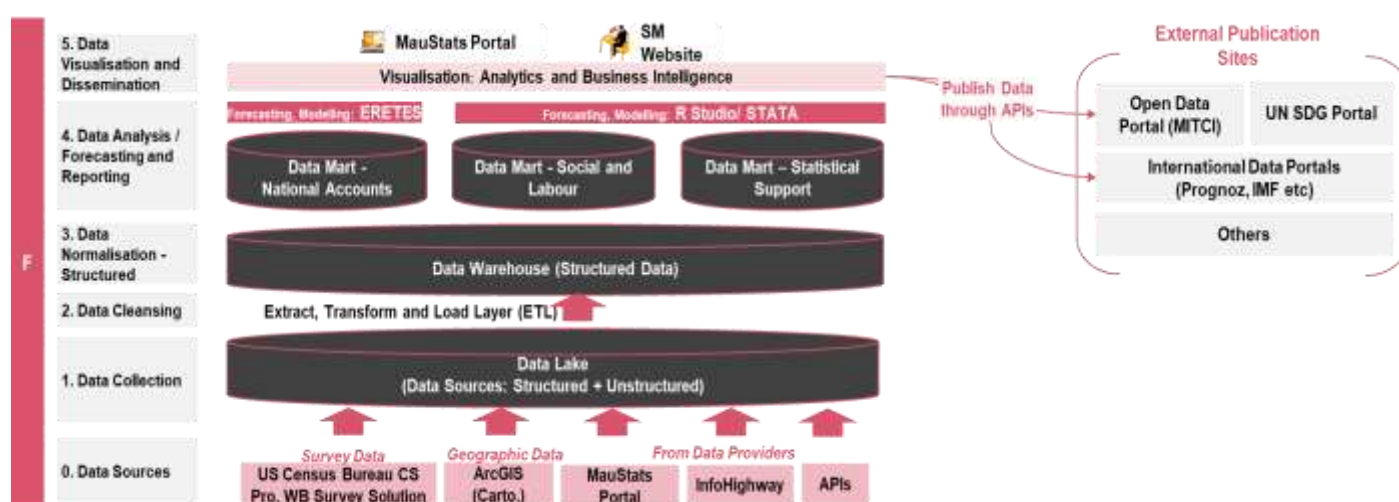 F
5. Data
Visualisation and
Dissemination
MauStats Portal
SM
Website
Visualisation: Analytics and Business Intelligence
4. Data Analysis /
Forecasting and
Reporting
Forecasting, Modelling: ERETES
Forecasting, Modelling: R Studio/ STATA
Data Mart -
National Accounts
Data Mart - Social and
Labour
Data Mart – Statistical
Support
3. Data
Normalisation -
Structured
Data Warehouse (Structured Data)
2. Data Cleansing
Extract, Transform and Load Layer (ETL)
1. Data Collection
Data Lake
(Data Sources: Structured + Unstructured)
0. Data Sources
Survey Data
Geographic Data
From Data Providers
US Census Bureau CS
Pro, WB Survey Solution
ArcGIS
(Carto.)
MauStats
Portal
InfoHighway
APIs
Publish Data
through APIs
External Publication
Sites
Open Data
Portal (MITCI)
UN SDG Portal
International Data Portals
(Prognoz, IMF etc)
Others